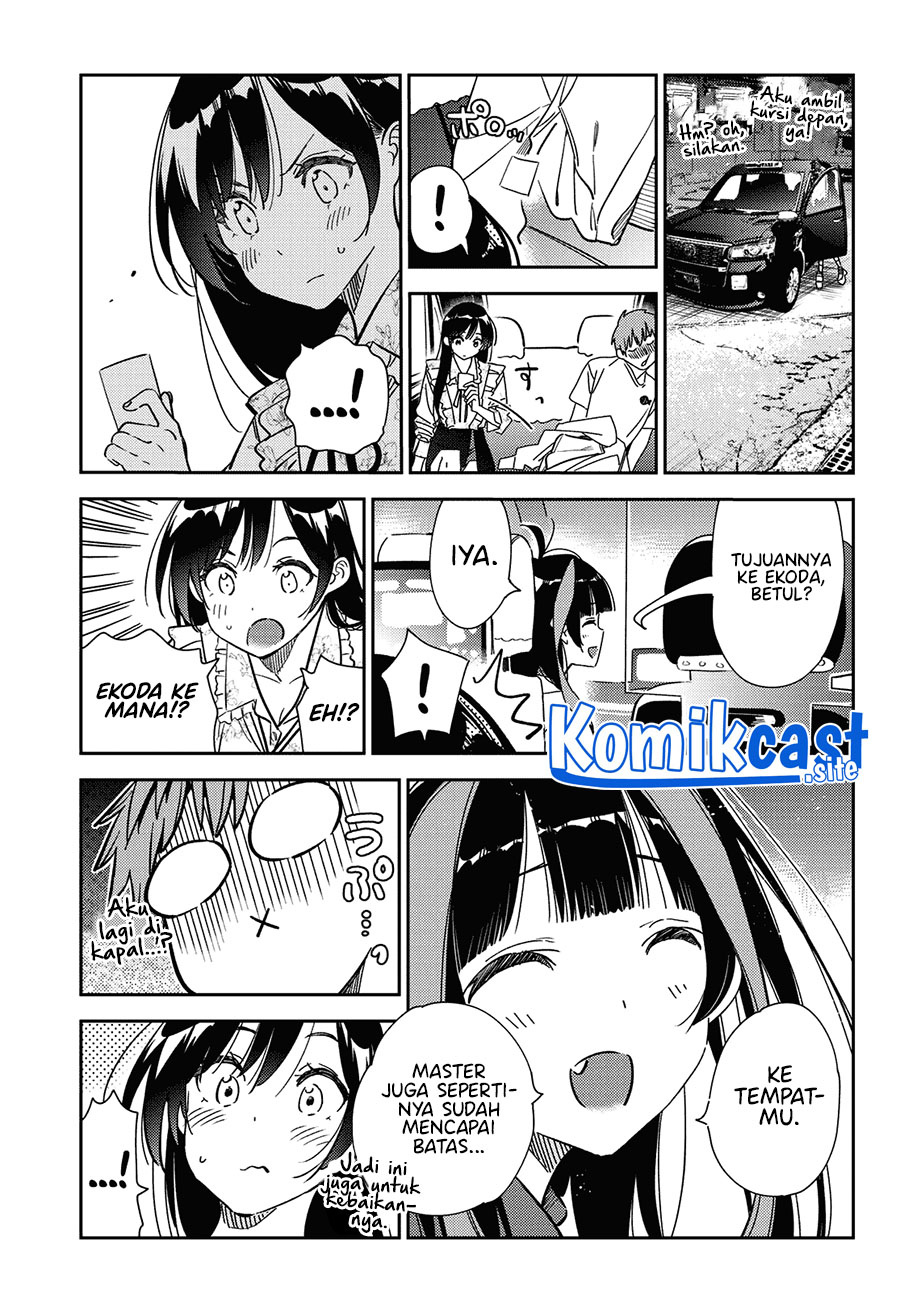 Aku ambil
kursi depan,
ya!
Hm? oh,
silakan.
ポロ...
!
す
....!
TUJUANNYA
KE EKODA,
BETUL?
IYA.
!
EH!?
EKODA KE
MANA!?
KE
TEMPAT-
MU.
MASTER
JUGA SEPERTI-
NYA SUDAH
MENCAPAI
BATAS...
Jadi ini
juga untuk
kebaikan-
nya.
うぷ...
Aku
lagi di
kapal...!?
....!
Komikcast
.site